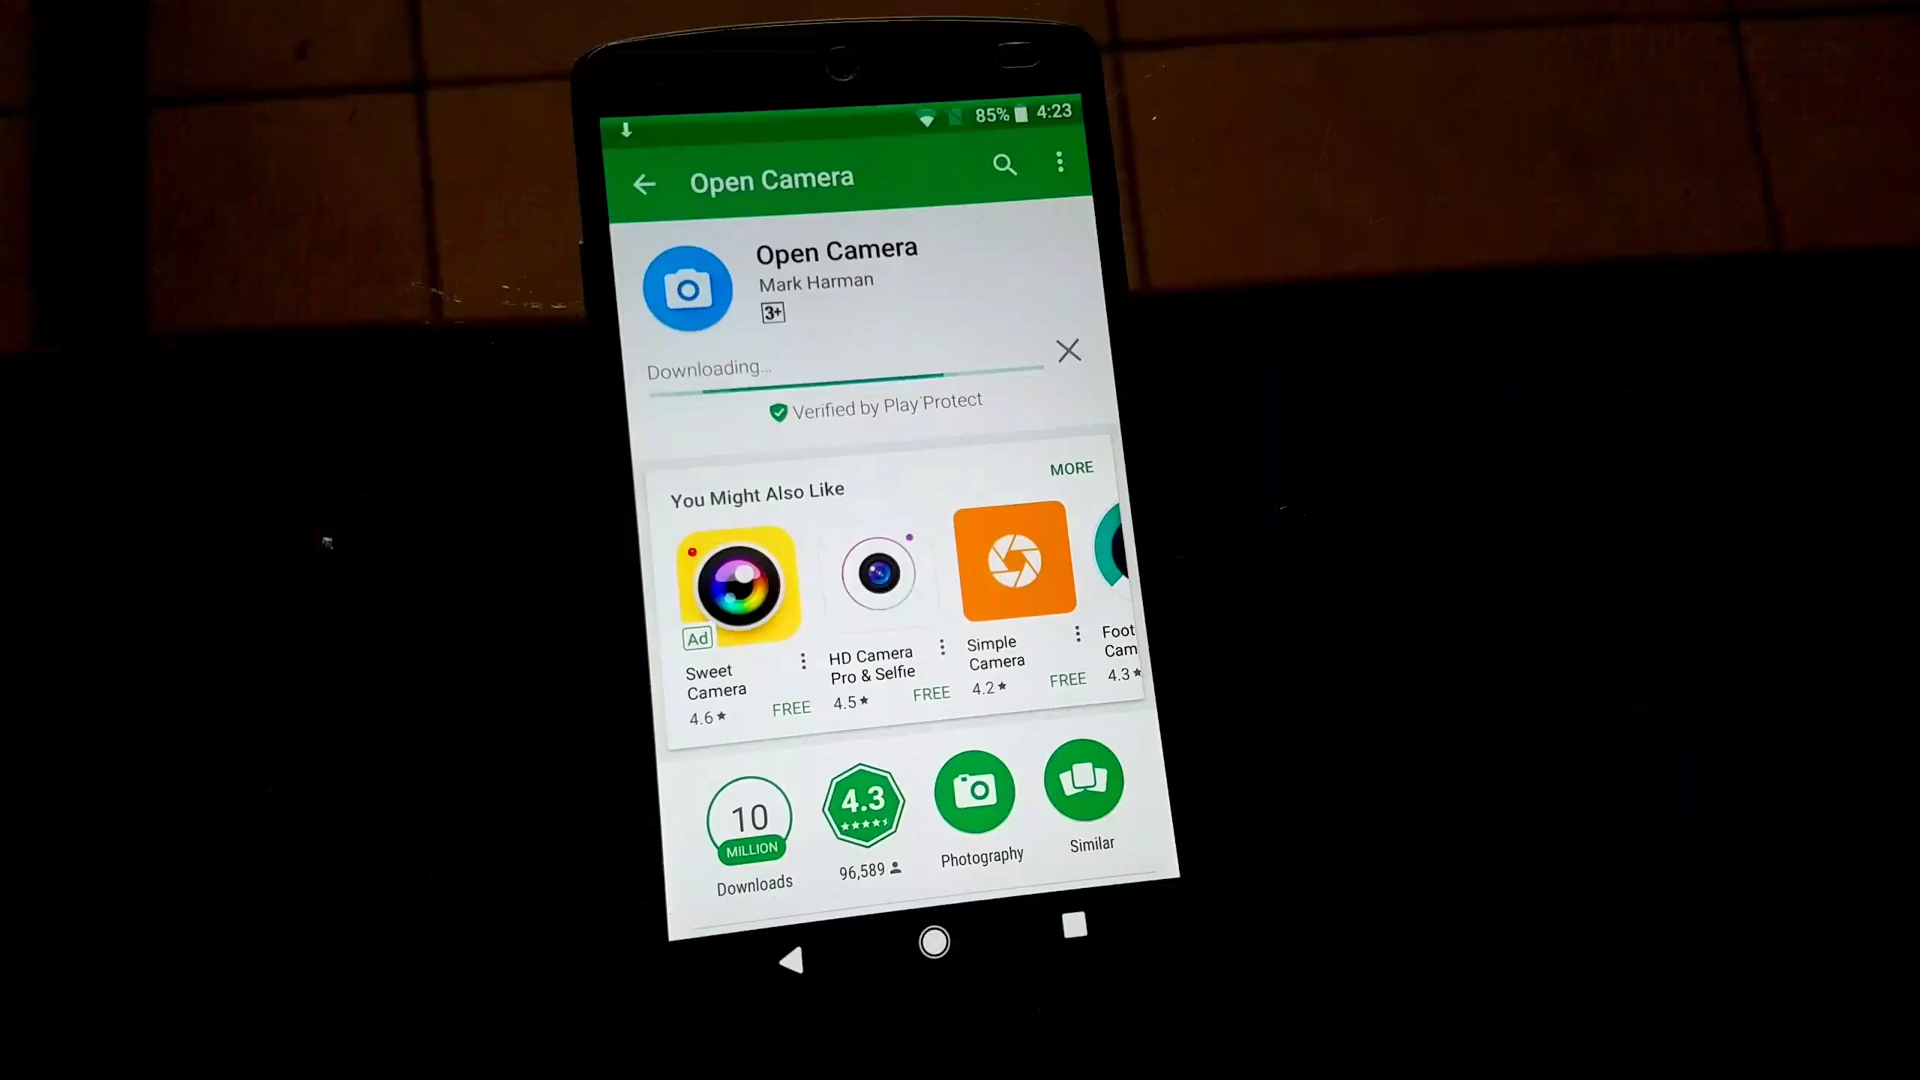 85% 4:23
Open Camera
Open Camera
Mark Harman
3+
Downloading...
Verified by Play Protect
You Might Also Like
MORE
Ad
Sweet
Camera
4.6★
FREE
HD Camera
Pro & Selfie
4.5★
FREE
Simple
Camera
4.2★
FREE
Foot
Cam
4.3★
10
MILLION
Downloads
4.3
96,589
Photography
Similar